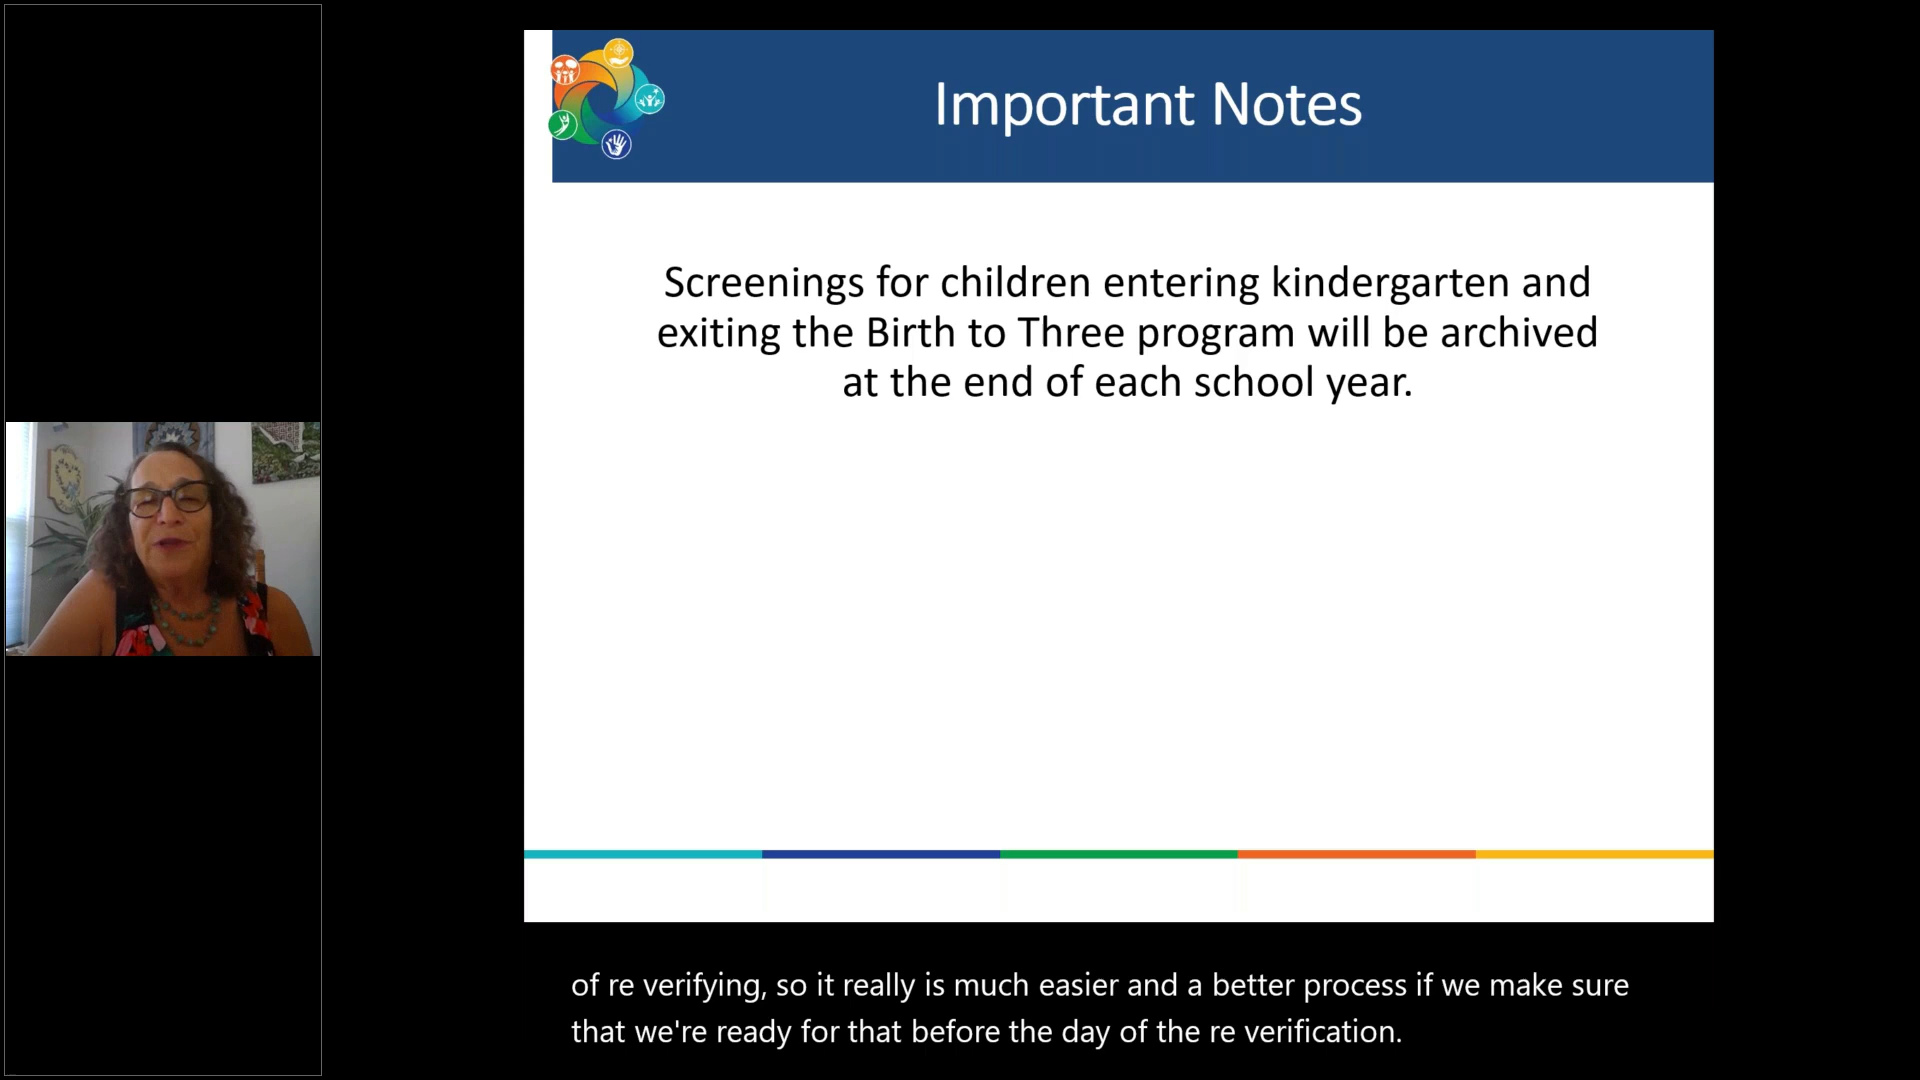 Important Notes
Screenings for children entering kindergarten and
exiting the Birth to Three program will be archived
at the end of each school year.
of re verifying, so it really is much easier and a better process if we make sure
that we're ready for that before the day of the re verification.